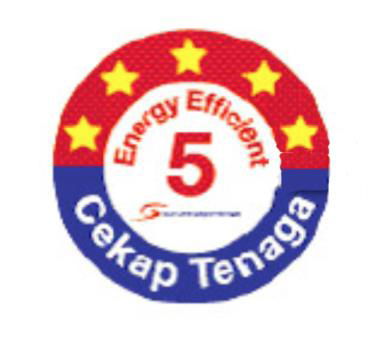 Energy Efficient
5
Cekap Tenaga